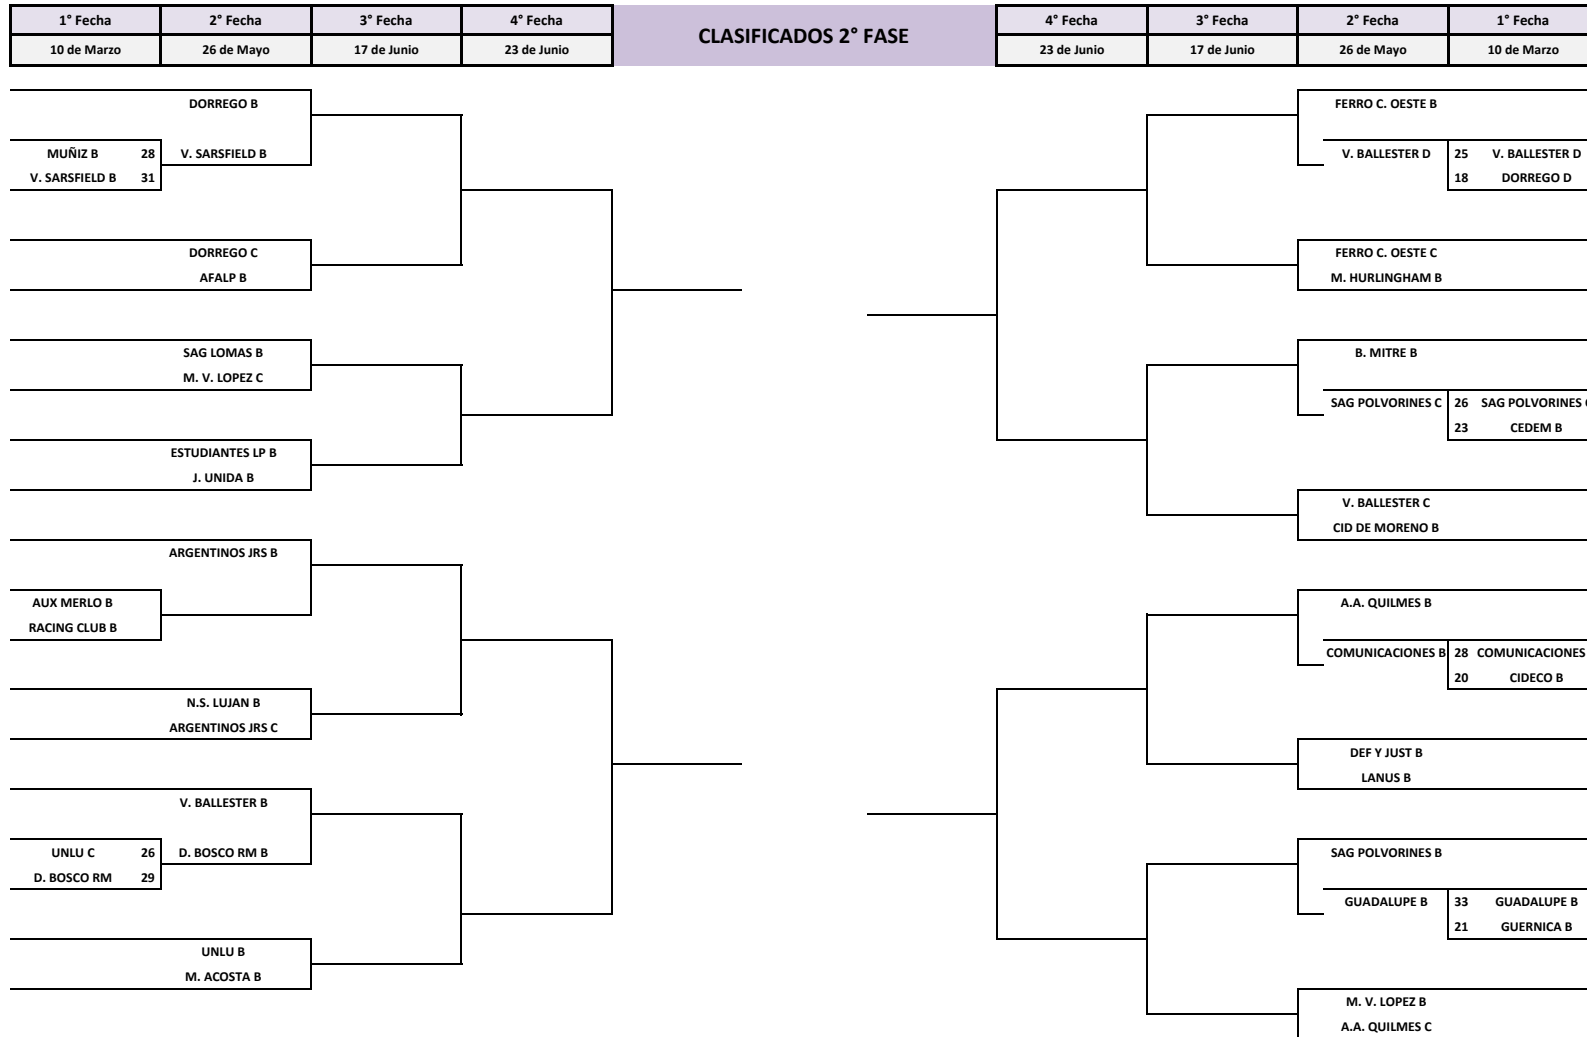 1° Fecha 2° Fecha 3° Fecha 4° Fecha CLASIFICADOS 2° FASE 4° Fecha 3° Fecha 2° Fecha 1° Fecha
10 de Marzo 26 de Mayo 17 de Junio 23 de Junio 23 de Junio 17 de Junio 26 de Mayo 10 de Marzo
DORREGO B FERRO C. OESTE B
MUÑIZ B 28 V. SARSFIELD B V. BALLESTER D 25 V. BALLESTER D
V. SARSFIELD B 31 18 DORREGO D
DORREGO C FERRO C. OESTE C
AFALP B M. HURLINGHAM B
SAG LOMAS B B. MITRE B
M. V. LOPEZ C
SAG POLVORINES C 26 SAG POLVORINES
23 CEDEM B
ESTUDIANTES LP B
J. UNIDA B
V. BALLESTER C
CID DE MORENO B
ARGENTINOS JRS B
AUX MERLO B A.A. QUILMES B
RACING CLUB B
COMUNICACIONES B 28 COMUNICACIONES
20 CIDECO B
N.S. LUJAN B
ARGENTINOS JRS C
DEF Y JUST B
LANUS B
V. BALLESTER B
UNLU C 26 D. BOSCO RM B SAG POLVORINES B
D. BOSCO RM 29
GUADALUPE B 33 GUADALUPE B
21 GUERNICA B
UNLU B
M. ACOSTA B
M. V. LOPEZ B
A.A. QUILMES C